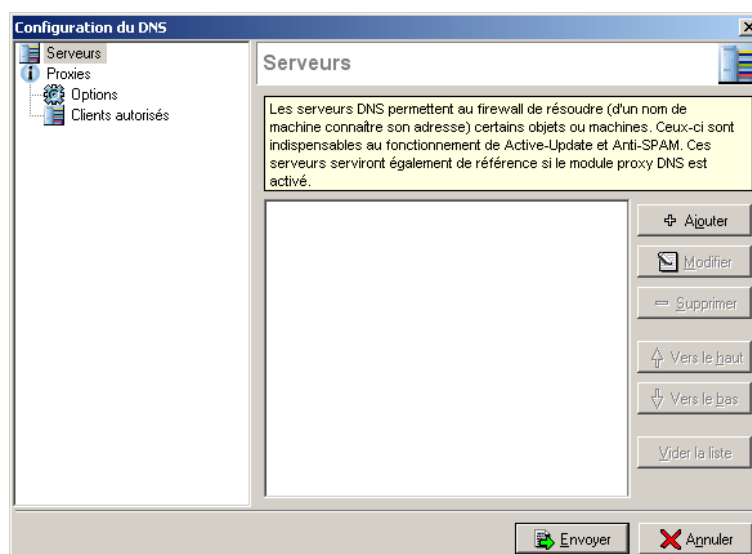 Configuration du DNS
Serveurs
Proxies
Options
Clients autorisés
Serveurs
Les serveurs DNS permettent au firewall de résoudre (d'un nom de
machine connaître son adresse) certains objets ou machines. Ceux-ci sont
indispensables au fonctionnement de Active-Update et Anti-SPAM. Ces
serveurs serviront également de référence si le module proxy DNS est
activé.
Ajouter
Modifier
Supprimer
Vers le haut
Vers le bas
Vider la liste
Envoyer
Annuler